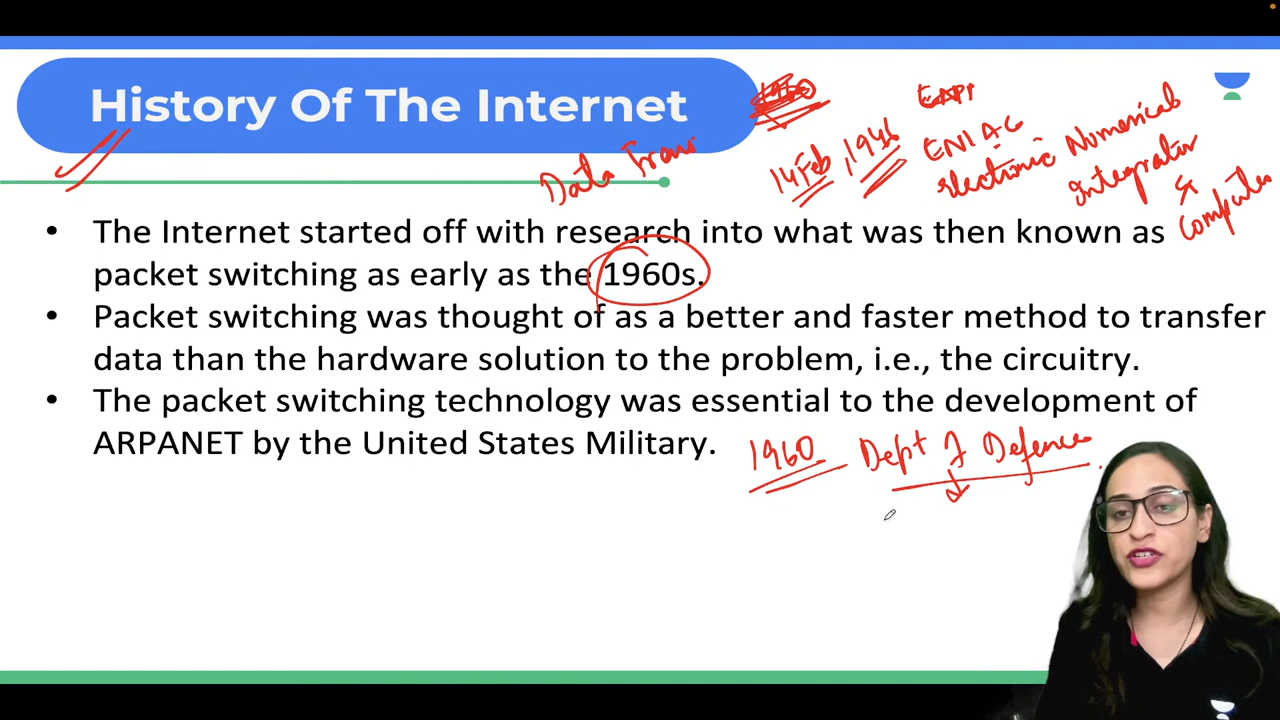 History Of The Internet
14 Feb, 1946
ENIAC
Electronic Numerical
Integrator
&
Computer
Data Tran
The Internet started off with research into what was then known as
packet switching as early as the 1960s.
Packet switching was thought of as a better and faster method to transfer
data than the hardware solution to the problem, i.e., the circuitry.
The packet switching technology was essential to the development of
ARPANET by the United States Military.
1960 Dept of Defence